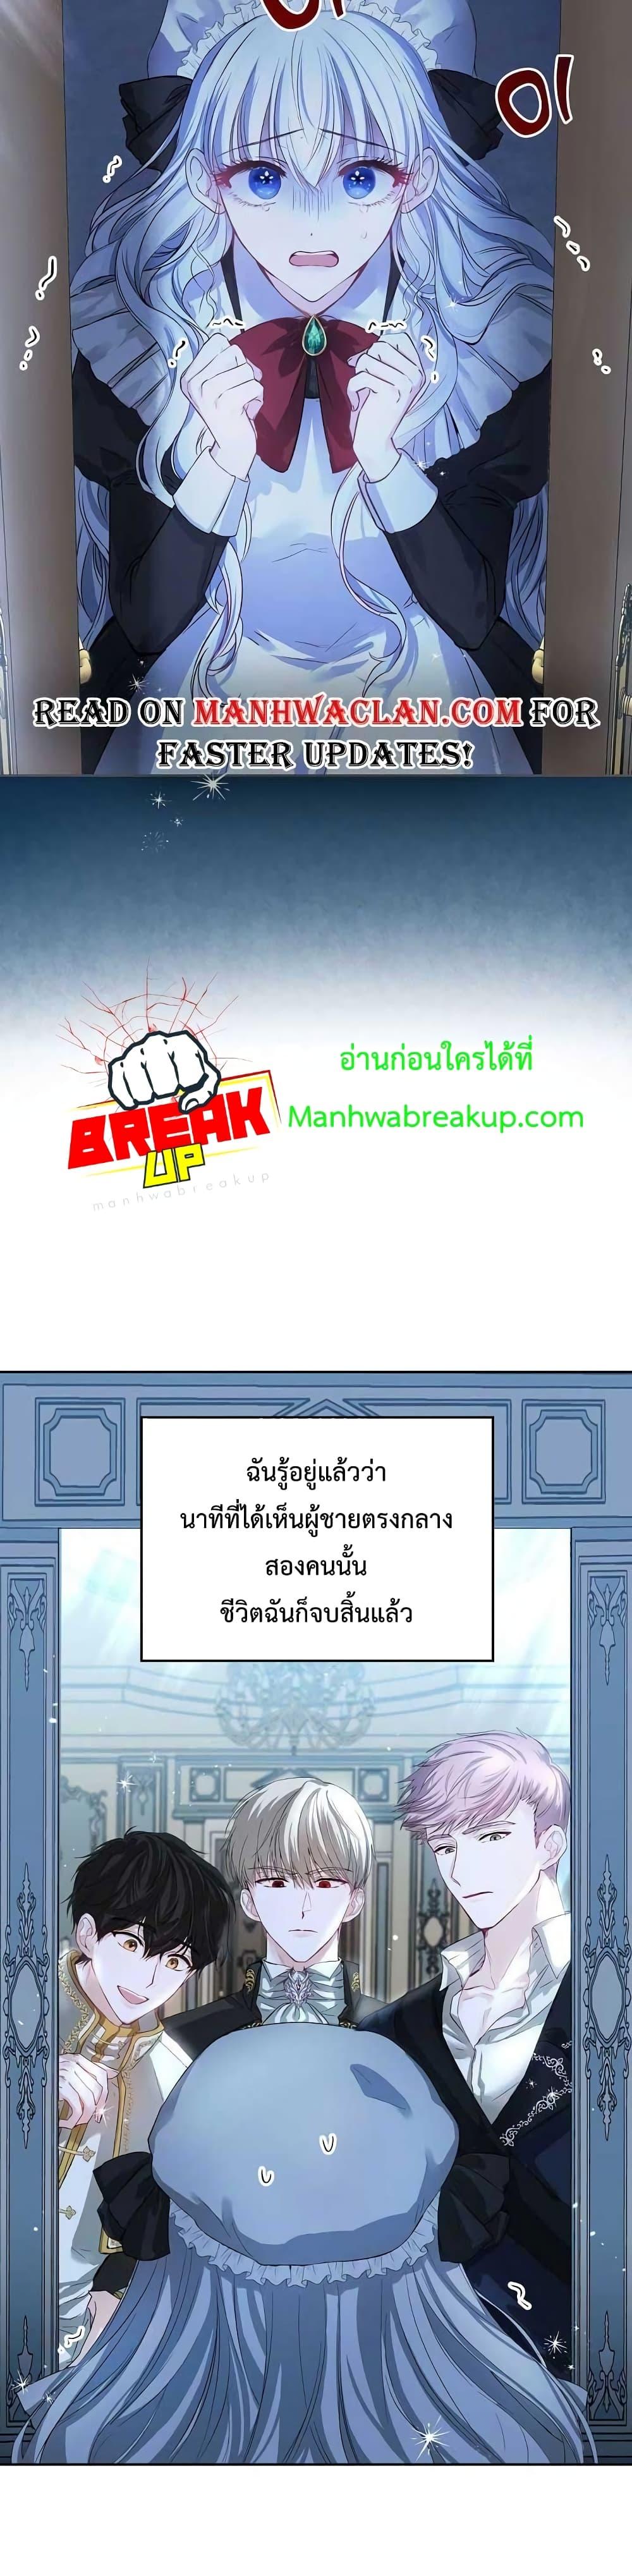 READ ON MANHWACLAN.COM FOR
FASTER UPDATES!
อ่านก่อนใครได้ที่
Manhwabreakup.com
BREAK
UP
manhwabreakup
ฉันรู้อยู่แล้วว่า
นาทีที่ได้เห็นผู้ชายตรงกลาง
สองคนนั้น
ชีวิตฉันก็จบสิ้นแล้ว